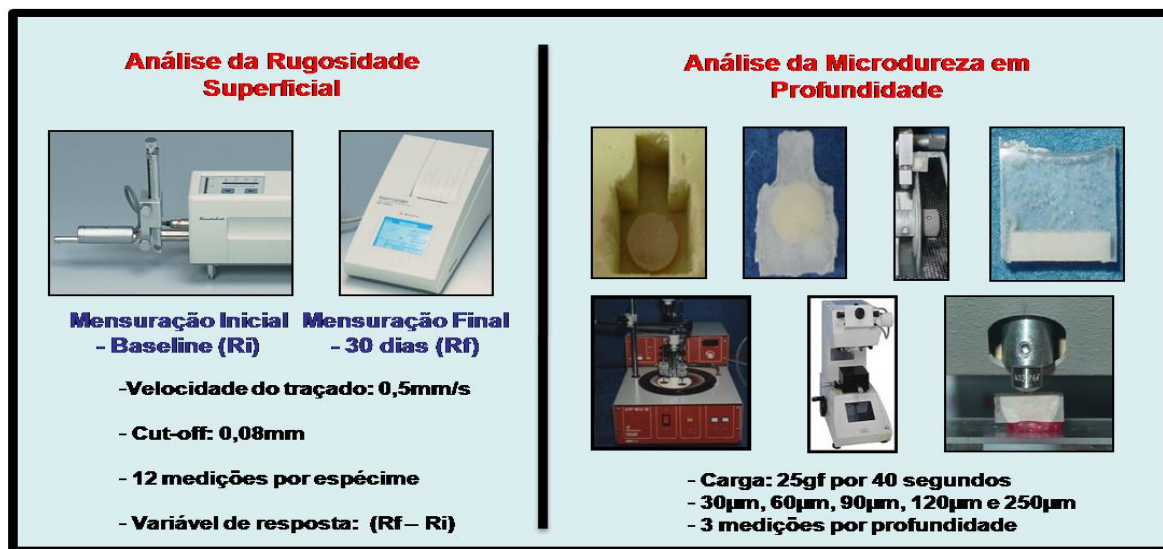 Análise da Rugosidade
Superficial
Mensuração Inicial
- Baseline (Ri)
Mensuração Final
- 30 dias (Rf)
-Velocidade do traçado: 0,5mm/s
- Cut-off: 0,08mm
- 12 medições por espécime
- Variável de resposta: (Rf – Ri)
Análise da Microdureza em
Profundidade
- Carga: 25gf por 40 segundos
- 30µm, 60µm, 90µm, 120µm e 250µm
- 3 medições por profundidade